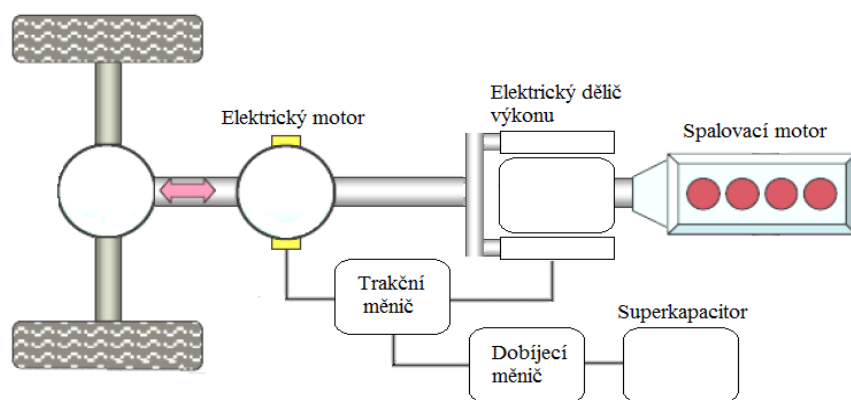 Elektrický motor
Elektrický dělič
výkonu
Spalovací motor
Trakční
měnič
Superkapacitor
Dobíjecí
měnič